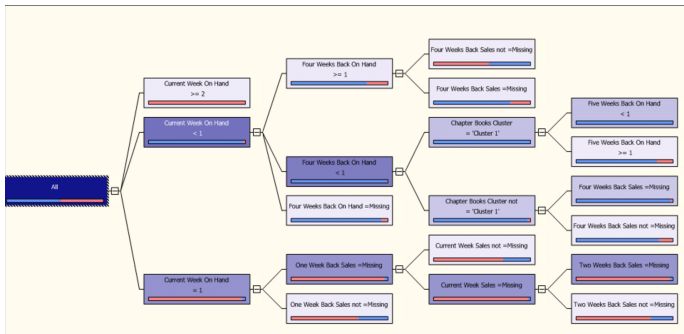 All
Current Week On Hand
>= 2
Current Week On Hand
< 1
Current Week On Hand
= 1
Four Weeks Back On Hand
>= 1
Four Weeks Back On Hand
< 1
Four Weeks Back On Hand =Missing
One Week Back Sales =Missing
One Week Back Sales not =Missing
Four Weeks Back Sales not =Missing
Four Weeks Back Sales =Missing
Chapter Books Cluster
= 'Cluster 1'
Chapter Books Cluster not
= 'Cluster 1'
Current Week Sales not =Missing
Current Week Sales =Missing
Five Weeks Back On Hand
< 1
Five Weeks Back On Hand
>= 1
Four Weeks Back Sales =Missing
Four Weeks Back Sales not =Missing
Two Weeks Back Sales =Missing
Two Weeks Back Sales not =Missing